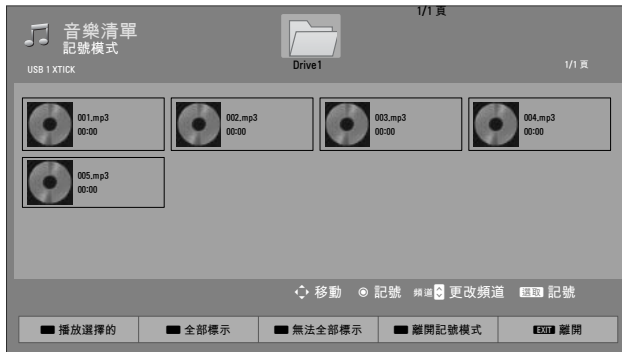 1/1 頁
音樂清單
記號模式
USB 1 XTICK
Drive1
1/1 頁
001.mp3
00:00
002.mp3
00:00
003.mp3
00:00
004.mp3
00:00
005.mp3
00:00
移動 記號 頻道 更改頻道 選取 記號
播放選擇的 全部標示 無法全部標示 離開記號模式 EXIT 離開